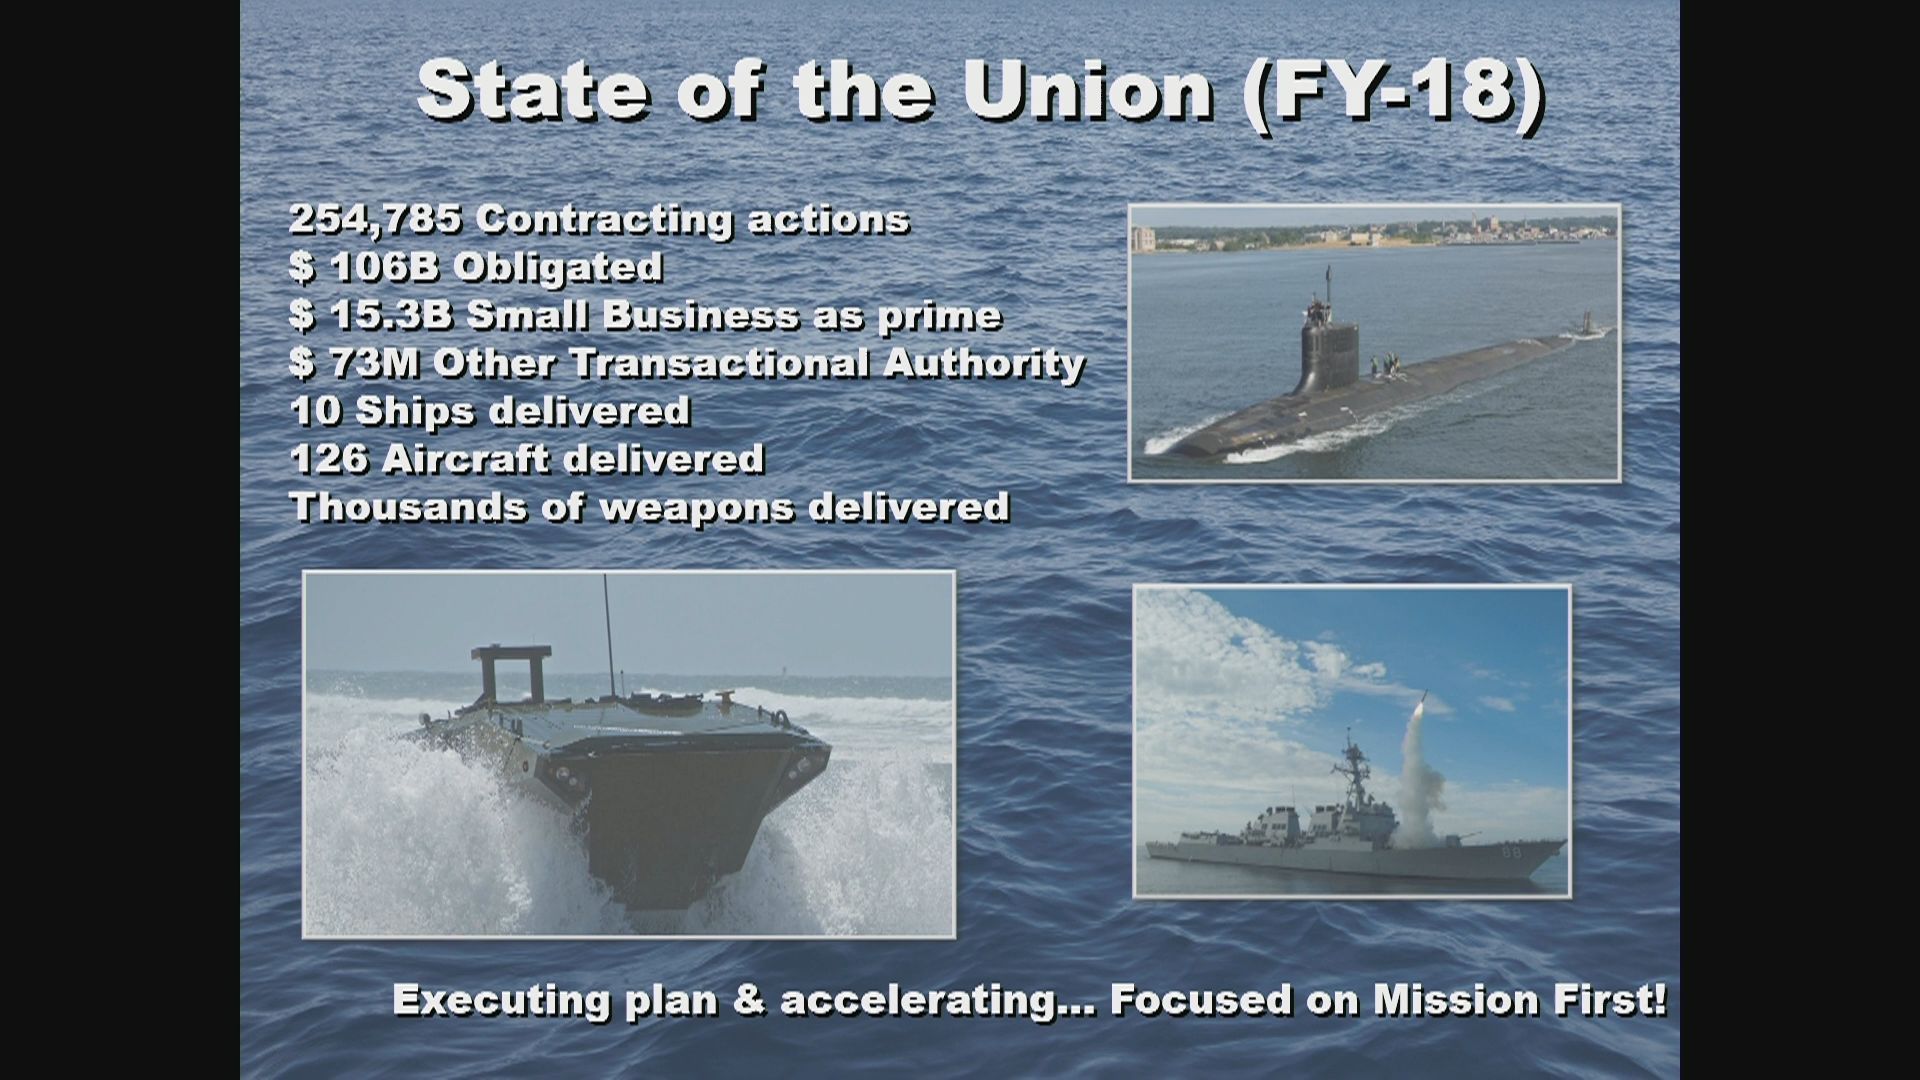 State of the Union (FY-18)
254,785 Contracting actions
$ 106B Obligated
$ 15.3B Small Business as prime
$ 73M Other Transactional Authority
10 Ships delivered
126 Aircraft delivered
Thousands of weapons delivered
88
Executing plan & accelerating... Focused on Mission First!